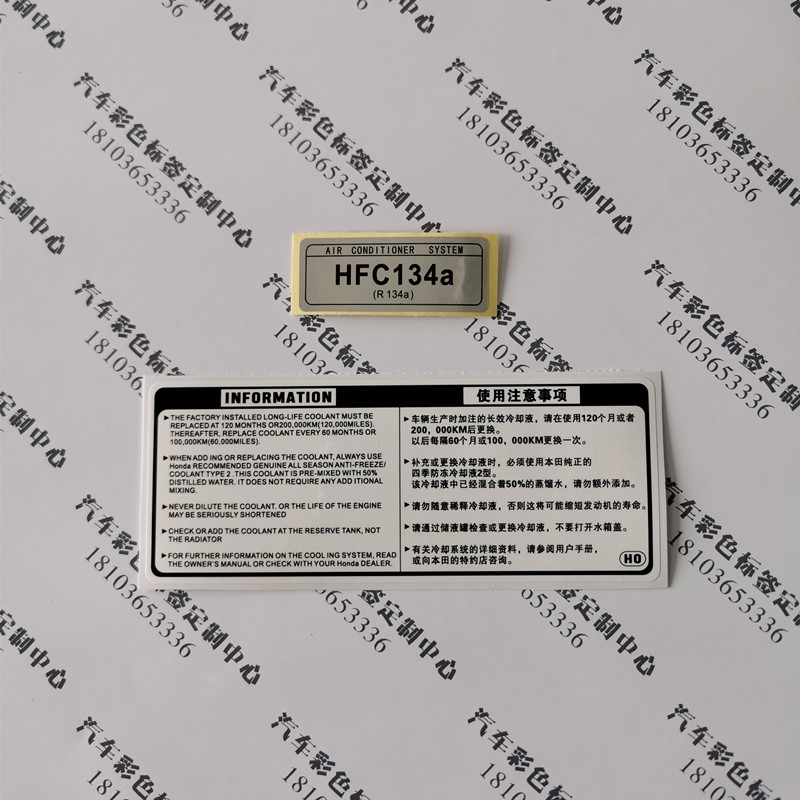 汽车彩色标签定制中心
18103653336
AIR CONDITIONER SYSTEM
HFC134a
(R 134a)
INFORMATION
THE FACTORY INSTALLED LONG-LIFE COOLANT MUST BE
REPLACED AT 120 MONTHS OR200,000KM(120,000MILES).
THEREAFTER, REPLACE COOLANT EVERY 60 MONTHS OR
100,000KM(60,000MILES).
WHEN ADD ING OR REPLACING THE COOLANT, ALWAYS USE
Honda RECOMMENDED GENUINE ALL SEASON ANTI-FREEZE/
COOLANT TYPE 2 . THIS COOLANT IS PRE-MIXED WITH 50%
DISTILLED WATER. IT DOES NOT REQUIRE ANY ADD ITIONAL
MIXING.
NEVER DILUTE THE COOLANT. OR THE LIFE OF THE ENGINE
MAY BE SERIOUSLY SHORTENED
CHECK OR ADD THE COOLANT AT THE RESERVE TANK, NOT
THE RADIATOR
FOR FURTHER INFORMATION ON THE COOLING SYSTEM, READ
THE OWNER'S MANUAL OR CHECK WITH YOUR Honda DEALER.
使用注意事项
车辆生产时加注的长效冷却液，请在使用120个月或者
200，000KM后更换。
以后每隔60个月或100，000KM更换一次。
补充或更换冷却液时，必须使用本田纯正的
四季防冻冷却液2型。
该冷却液中已经混合着50%的蒸馏水，请勿额外添加。
请勿随意稀释冷却液，否则这将可能缩短发动机的寿命。
请通过储液罐检查或更换冷却液，不要打开水箱盖。
有关冷却系统的详细资料，请参阅用户手册，
或向本田的特约店咨询。
HO